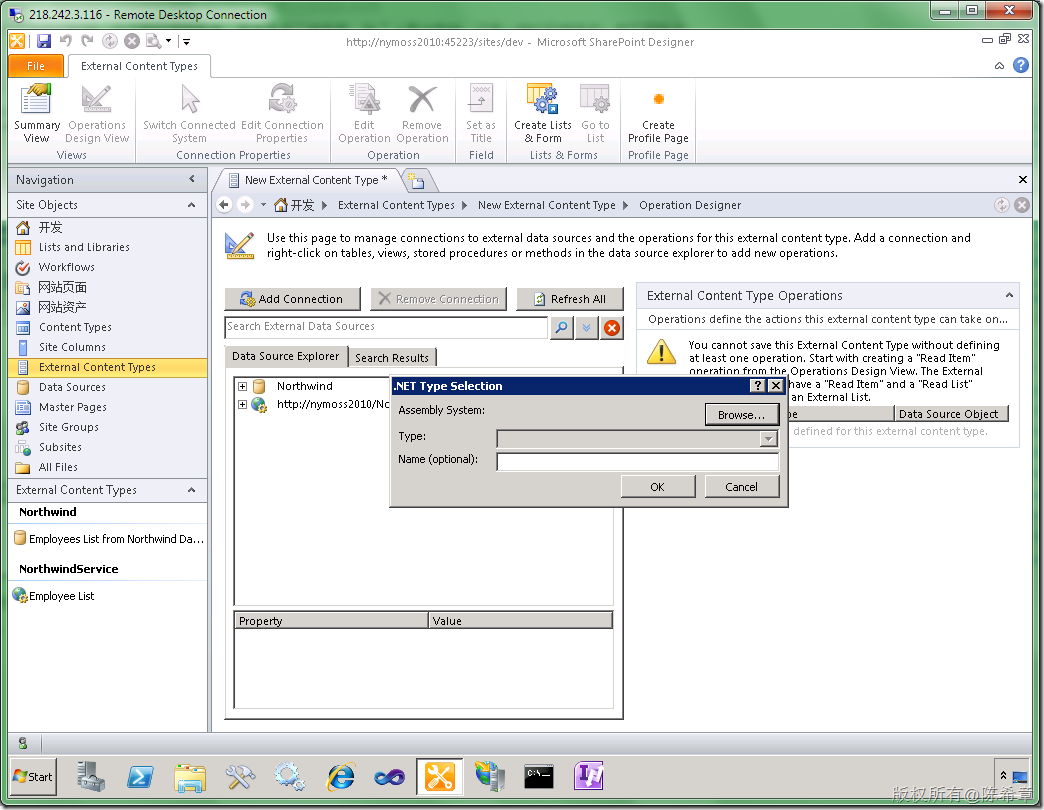 218.242.3.116 - Remote Desktop Connection
http://nymoss2010:45223/sites/dev - Microsoft SharePoint Designer
File
External Content Types
Summary View
Operations Design View
Views
Switch Connected System
Edit Connection Properties
Connection Properties
Edit Operation
Remove Operation
Operation
Set as Title
Field
Create Lists & Form
Go to List
Lists & Forms
Create Profile Page
Profile Page
Navigation
Site Objects
开发
Lists and Libraries
Workflows
网站页面
网站资产
Content Types
Site Columns
External Content Types
Data Sources
Master Pages
Site Groups
Subsites
All Files
External Content Types
Northwind
Employees List from Northwind Da...
NorthwindService
Employee List
New External Content Type *
开发
External Content Types
New External Content Type
Operation Designer
Use this page to manage connections to external data sources and the operations for this external content type. Add a connection and
right-click on tables, views, stored procedures or methods in the data source explorer to add new operations.
Add Connection
Remove Connection
Refresh All
Search External Data Sources
Data Source Explorer
Search Results
Northwind
http://nymoss2010/No
Property
Value
External Content Type Operations
Operations define the actions this external content type can take on...
You cannot save this External Content Type without defining
at least one operation. Start with creating a "Read Item"
operation from the Operations Design View. The External
have a "Read Item" and a "Read List"
an External List.
pe
Data Source Object
defined for this external content type.
.NET Type Selection
Assembly System:
Browse...
Type:
Name (optional):
OK
Cancel
Start
版权所有@陈希章